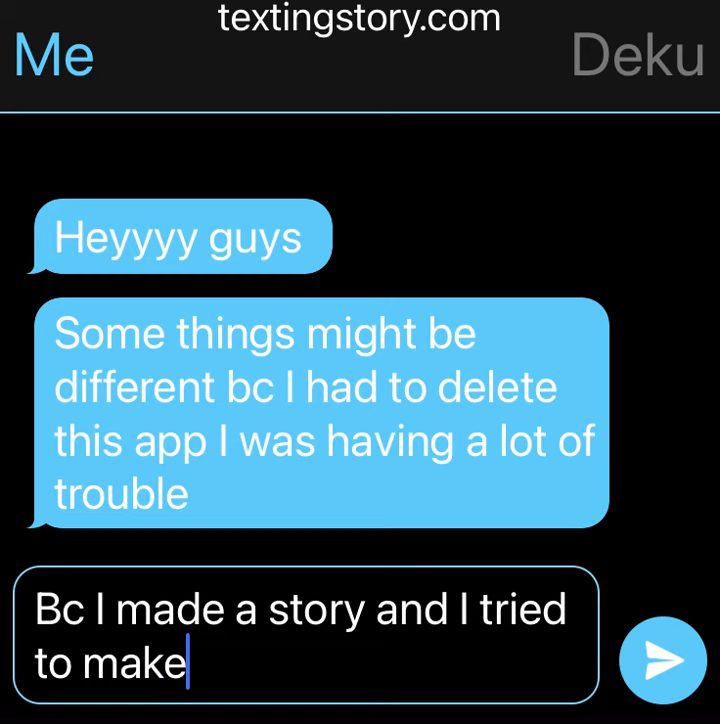 textingstory.com
Me Deku
Heyyyy guys
Some things might be
different bc I had to delete
this app I was having a lot of
trouble
Bc I made a story and I tried
to make